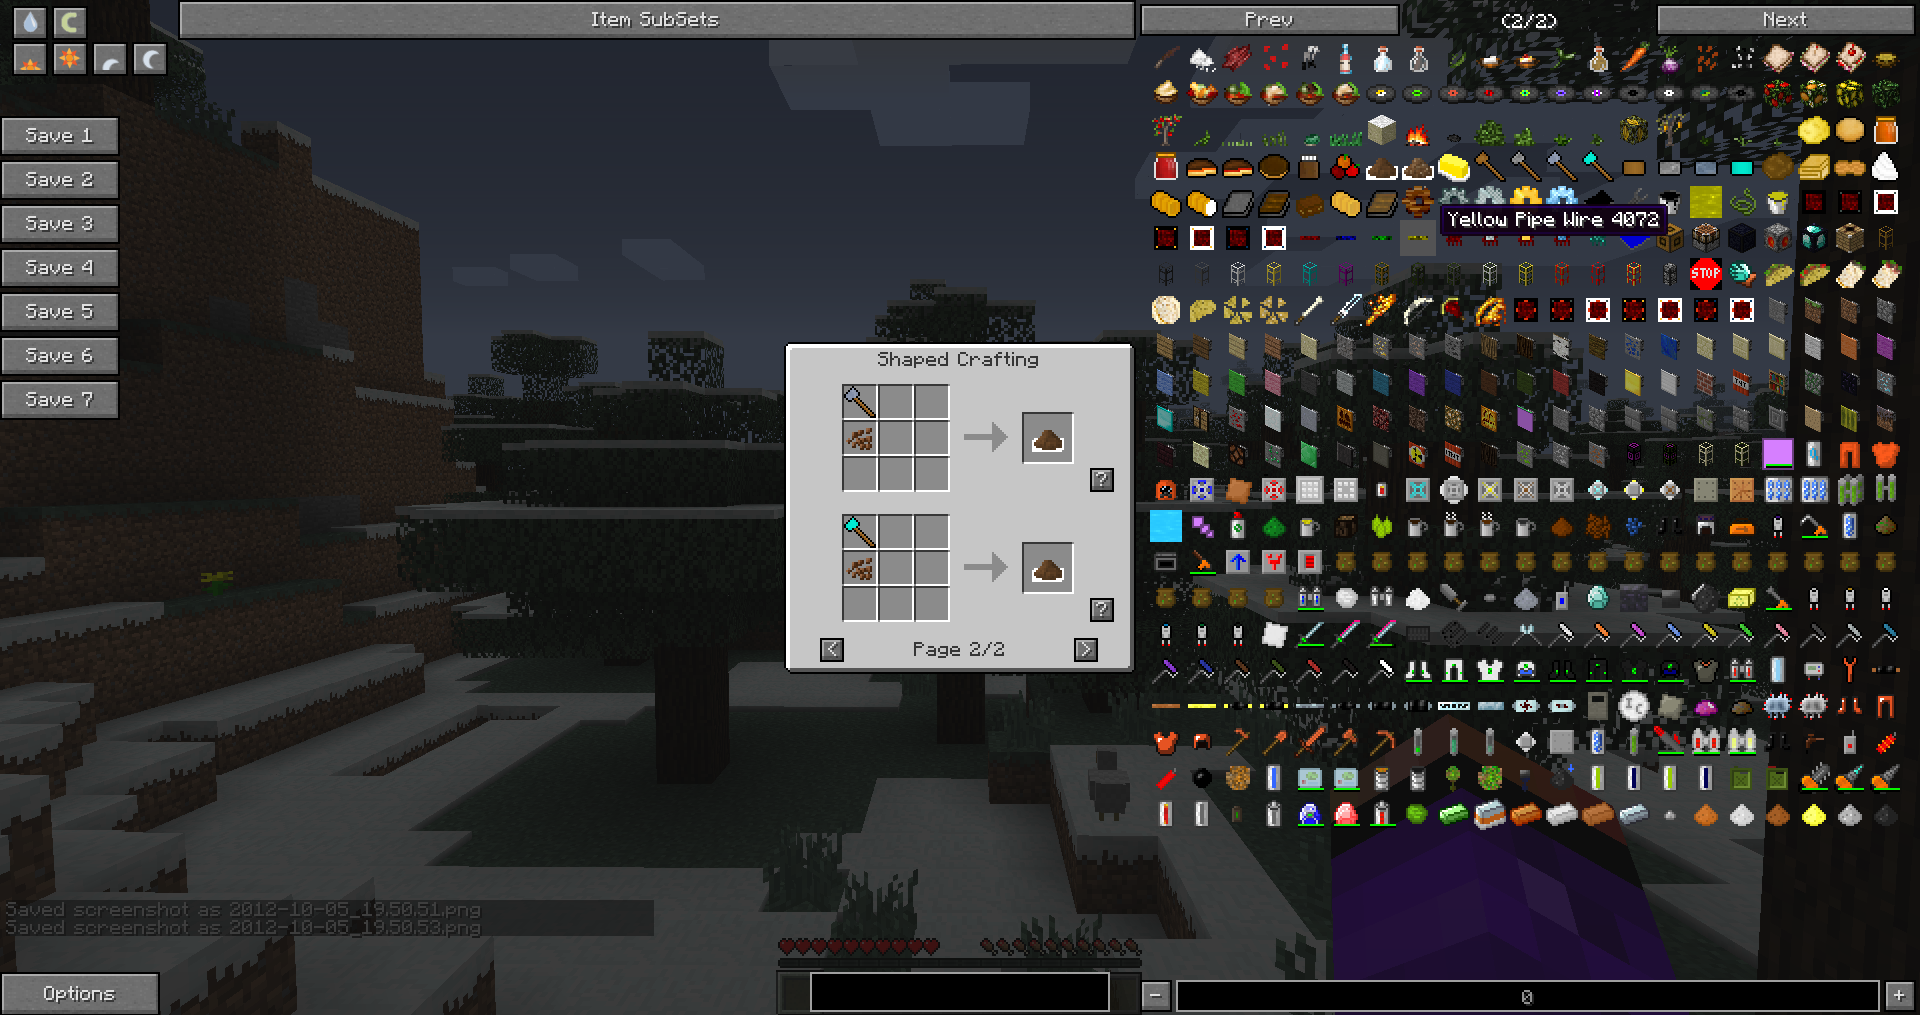 Item SubSets
Prev
(2/2)
Next
Save 1
Save 2
Save 3
Save 4
Save 5
Save 6
Save 7
Yellow Pipe Wire 4072
STOP
Shaped Crafting
?
?
<
Page 2/2
>
TNT
TNT
Saved screenshot as 2012-10-05_19.50.51.png
Saved screenshot as 2012-10-05_19.50.53.png
Options
-
0
+